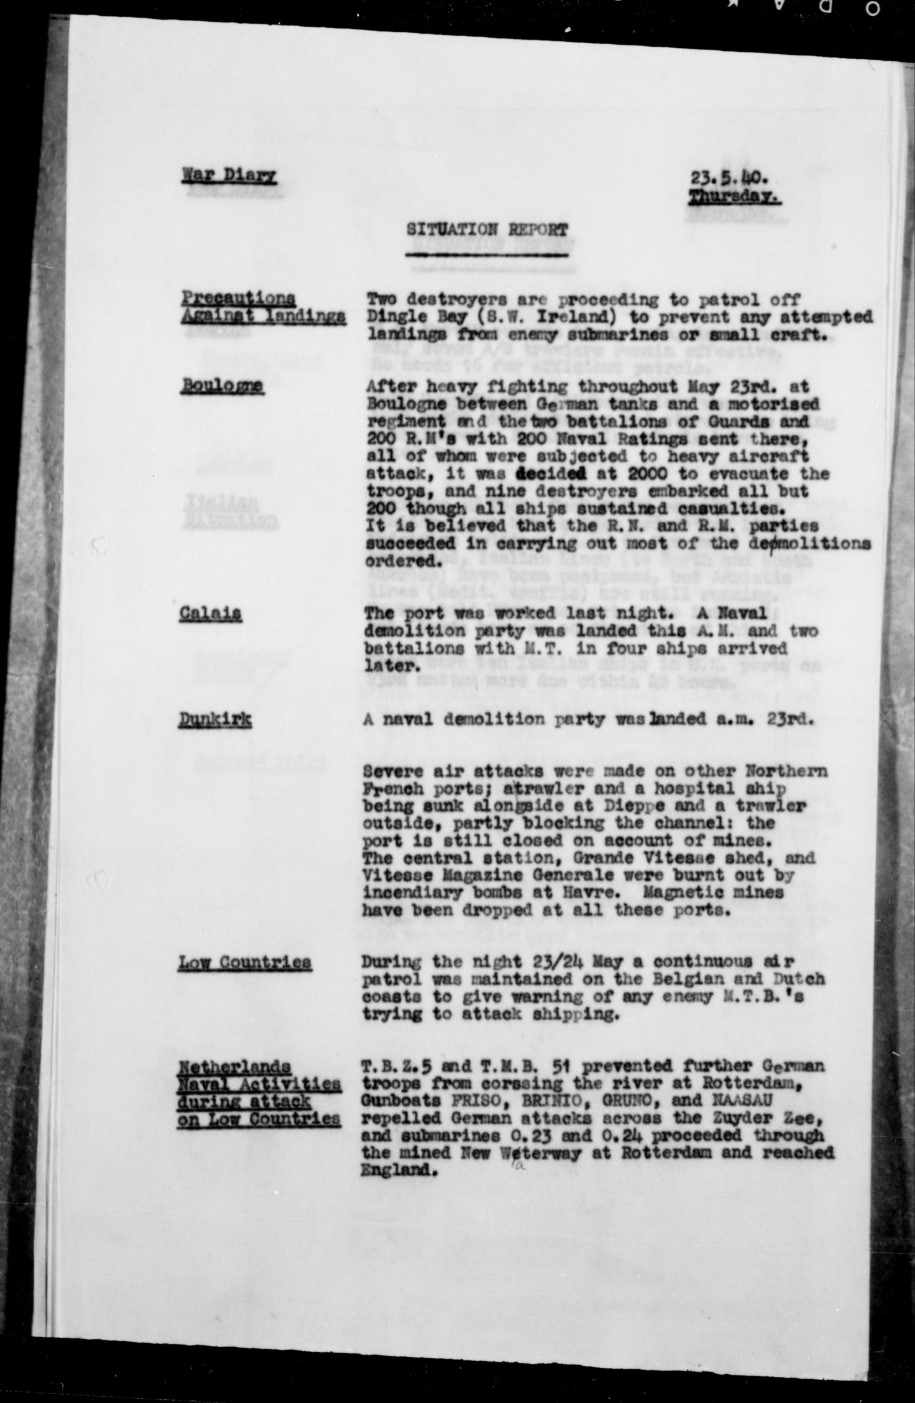 War Diary
23.5.40.
Thursday.
SITUATION REPORT
Precautions
Against landings
Two destroyers are proceeding to patrol off
Dingle Bay (S.W. Ireland) to prevent any attempted
landings from enemy submarines or small craft.
Boulogne
After heavy fighting throughout May 23rd. at
Boulogne between German tanks and a motorised
regiment and the two battalions of Guards and
200 R.M's with 200 Naval Ratings sent there,
all of whom were subjected to heavy aircraft
attack, it was decided at 2000 to evacuate the
troops, and nine destroyers embarked all but
200 though all ships sustained casualties.
It is believed that the R.N. and R.M. parties
succeeded in carrying out most of the demolitions
ordered.
Calais
The port was worked last night. A Naval
demolition party was landed this A.M. and two
battalions with M.T. in four ships arrived
later.
Dunkirk
A naval demolition party was landed a.m. 23rd.
Severe air attacks were made on other Northern
French ports; a trawler and a hospital ship
being sunk alongside at Dieppe and a trawler
outside, partly blocking the channel: the
port is still closed on account of mines.
The central station, Grande Vitesse shed, and
Vitesse Magazine Generale were burnt out by
incendiary bombs at Havre. Magnetic mines
have been dropped at all these ports.
Low Countries
During the night 23/24 May a continuous air
patrol was maintained on the Belgian and Dutch
coasts to give warning of any enemy M.T.B.'s
trying to attack shipping.
Netherlands
Naval Activities
during attack
on Low Countries
T.B.Z.5 and T.M.B. 51 prevented further German
troops from corssing the river at Rotterdam,
Gunboats FRISO, BRINIO, GRUNO, and NAASAU
repelled German attacks across the Zuyder Zee,
and submarines O.23 and O.24 proceeded through
the mined New Waterway at Rotterdam and reached
England.